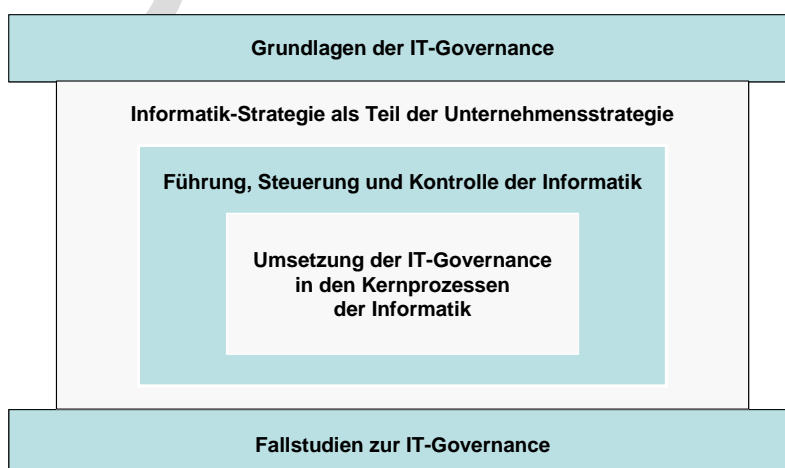 Grundlagen der IT-Governance
Informatik-Strategie als Teil der Unternehmensstrategie
Führung, Steuerung und Kontrolle der Informatik
Umsetzung der IT-Governance
in den Kernprozessen
der Informatik
Fallstudien zur IT-Governance